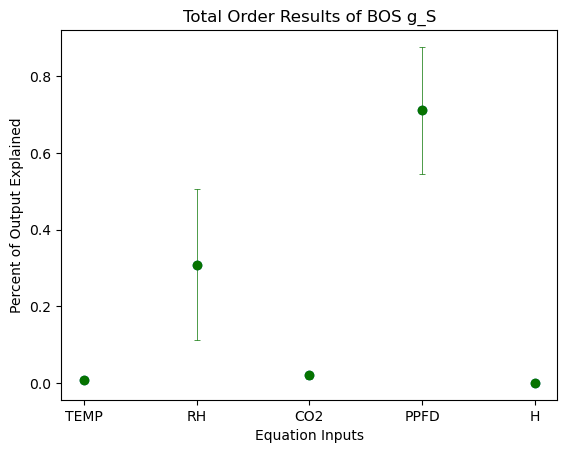 Total Order Results of BOS g_S
Percent of Output Explained
0.8
0.6
0.4
0.2
0.0
TEMP RH CO2 PPFD H
Equation Inputs